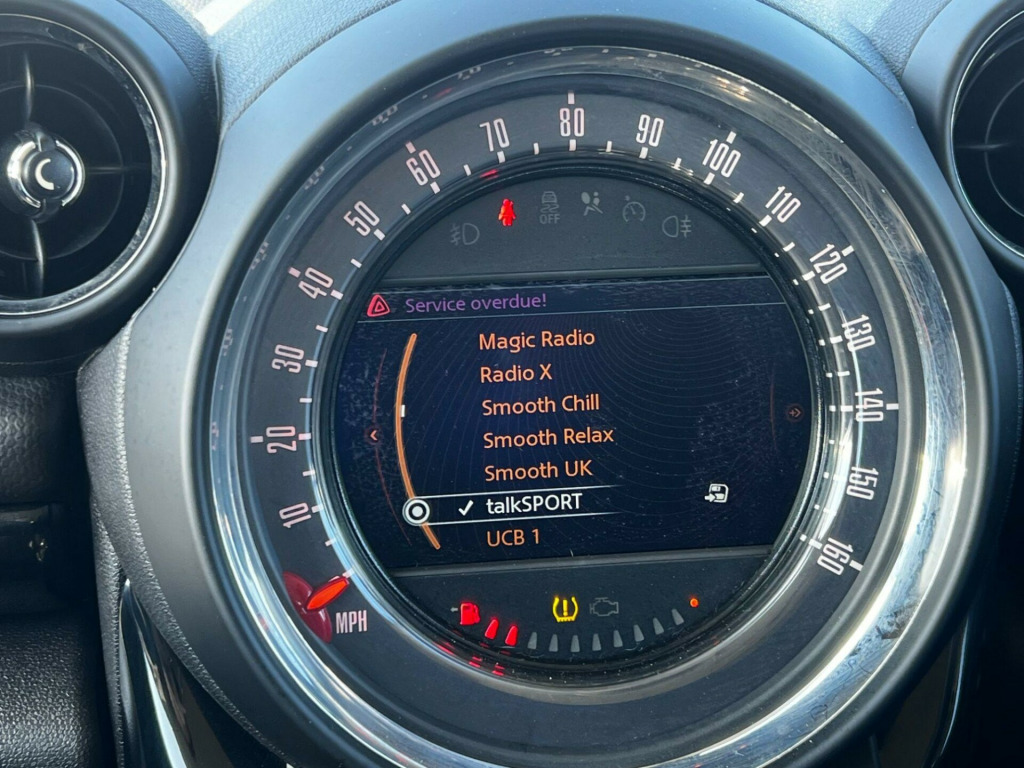 10
20
30
40
50
60
70
80
90
100
110
120
130
140
150
160
MPH
OFF
Service overdue!
Magic Radio
Radio X
Smooth Chill
Smooth Relax
Smooth UK
talkSPORT
UCB 1